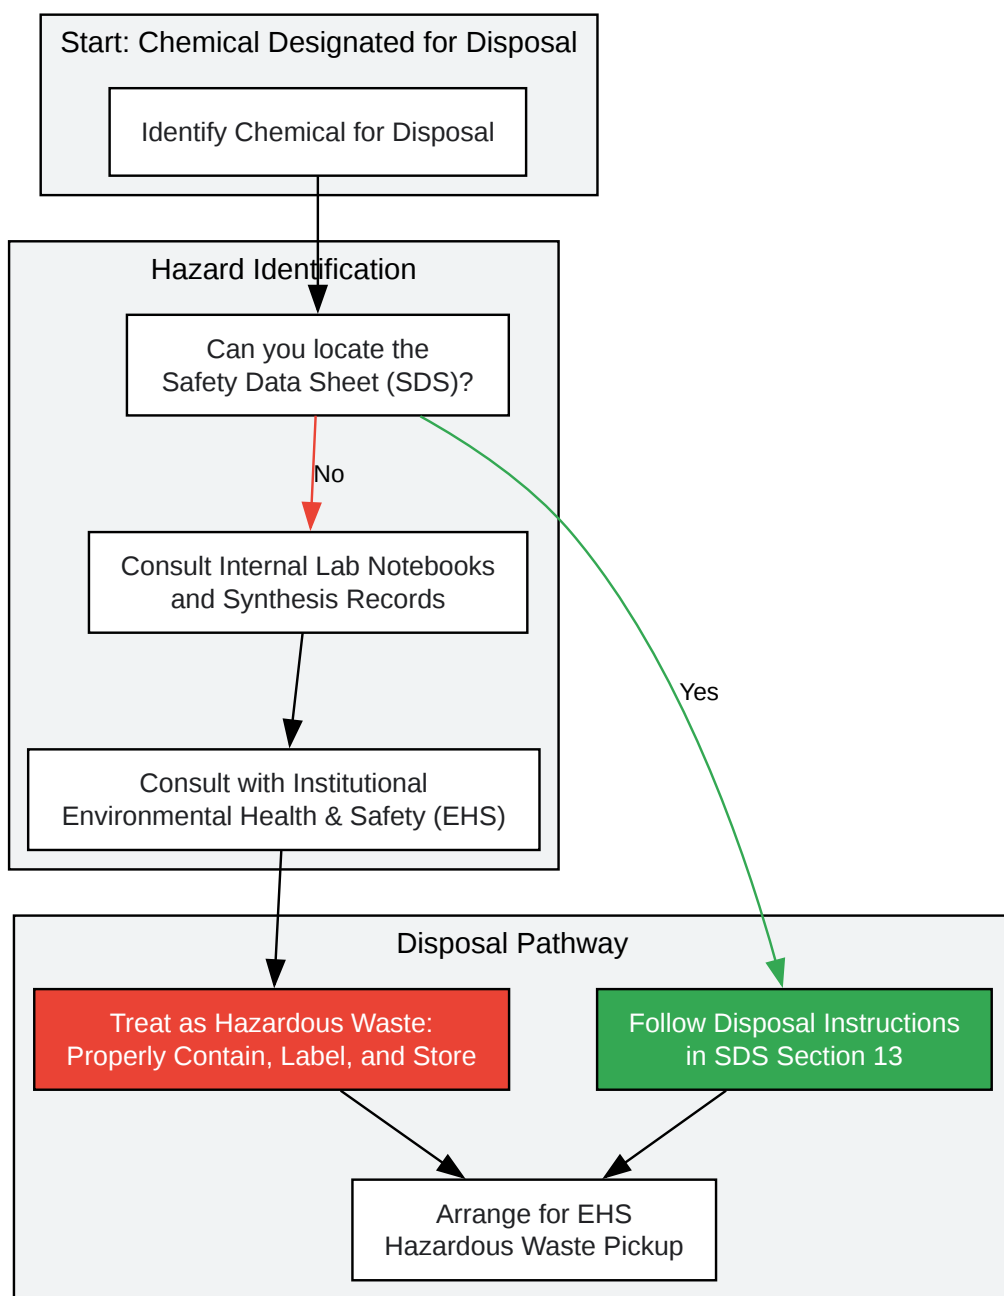 Start: Chemical Designated for Disposal
Identify Chemical for Disposal
Hazard Identification
Can you locate the
Safety Data Sheet (SDS)?
No
Consult Internal Lab Notebooks
and Synthesis Records
Yes
Consult with Institutional
Environmental Health & Safety (EHS)
Disposal Pathway
Treat as Hazardous Waste:
Properly Contain, Label, and Store
Follow Disposal Instructions
in SDS Section 13
Arrange for EHS
Hazardous Waste Pickup